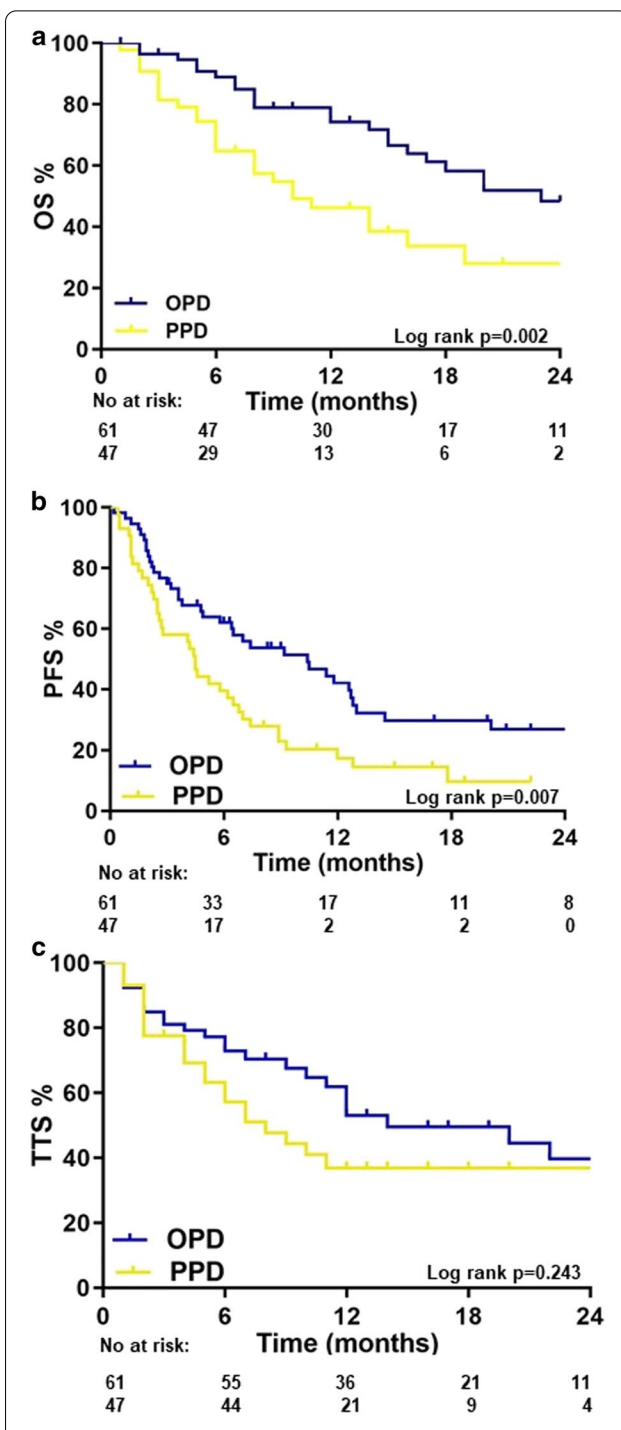 a
100
80
60
40
20
0
OS %
OPD
PPD
Log rank p=0.002
0 6 12 18 24
No at risk: Time (months)
61 47 30 17 11
47 29 13 6 2
b
100
80
60
40
20
0
PFS %
OPD
PPD
Log rank p=0.007
0 6 12 18 24
Time (months)
No at risk:
61 33 17 11 8
47 17 2 2 0
c
100
80
60
40
20
0
TTS %
OPD
PPD
Log rank p=0.243
0 6 12 18 24
No at risk: Time (months)
61 55 36 21 11
47 44 21 9 4